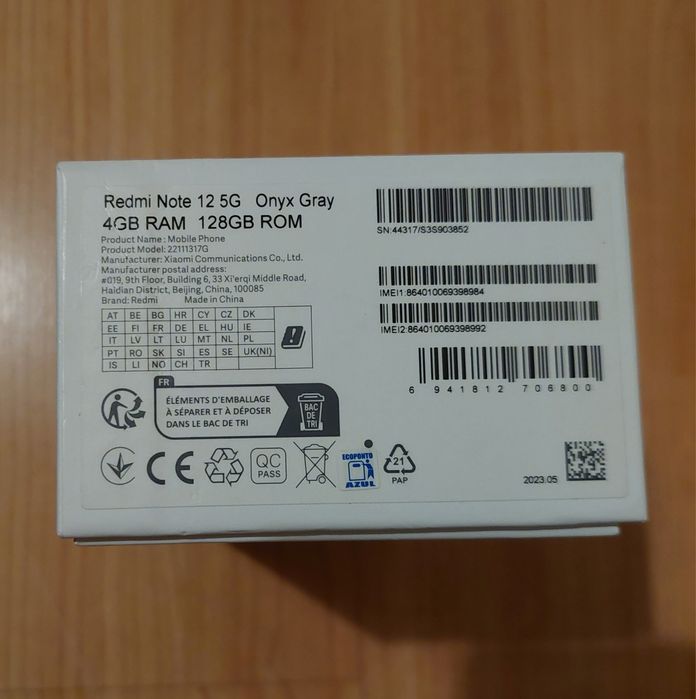 Redmi Note 12 5G Onyx Gray
4GB RAM 128GB ROM
Product Name: Mobile Phone
Product Model: 22111317G
Manufacturer: Xiaomi Communications Co., Ltd.
Manufacturer postal address:
#019, 9th Floor, Building 6, 33 Xi'erqi Middle Road,
Haidian District, Beijing, China, 100085
Brand: Redmi Made in China
AT BE BG HR CY CZ DK
EE FI FR DE EL HU IE
IT LV LT LU MT NL PL
PT RO SK SI ES SE UK(NI)
IS LI NO CH TR
SN:44317/S3S903852
IMEI1:864010069398984
IMEI2:864010069398992
6 941812 706800
FR
ÉLÉMENTS D'EMBALLAGE
À SÉPARER ET À DÉPOSER
DANS LE BAC DE TRI
BAC
DE
TRI
CE
QC
PASS
ECOPONTO
AZUL
21
PAP
2023.05